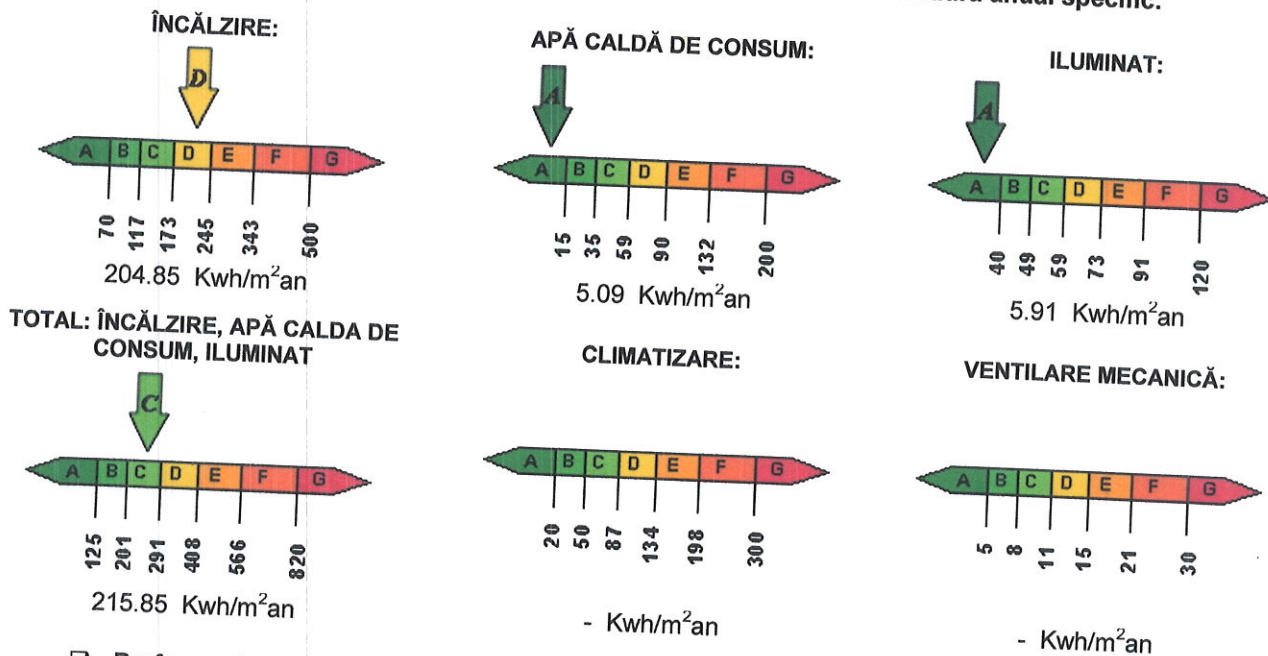 anual specific:
ÎNCĂLZIRE:
D
A B C D E F G
70 117 173 245 343 500
204.85 Kwh/m²an
APĂ CALDĂ DE CONSUM:
A
A B C D E F G
15 35 59 90 132 200
5.09 Kwh/m²an
ILUMINAT:
A
A B C D E F G
40 49 59 73 91 120
5.91 Kwh/m²an
TOTAL: ÎNCĂLZIRE, APĂ CALDA DE
CONSUM, ILUMINAT
C
A B C D E F G
125 201 291 408 566 820
215.85 Kwh/m²an
CLIMATIZARE:
A B C D E F G
20 50 87 134 198 300
- Kwh/m²an
VENTILARE MECANICĂ:
A B C D E F G
5 8 11 15 21 30
- Kwh/m²an